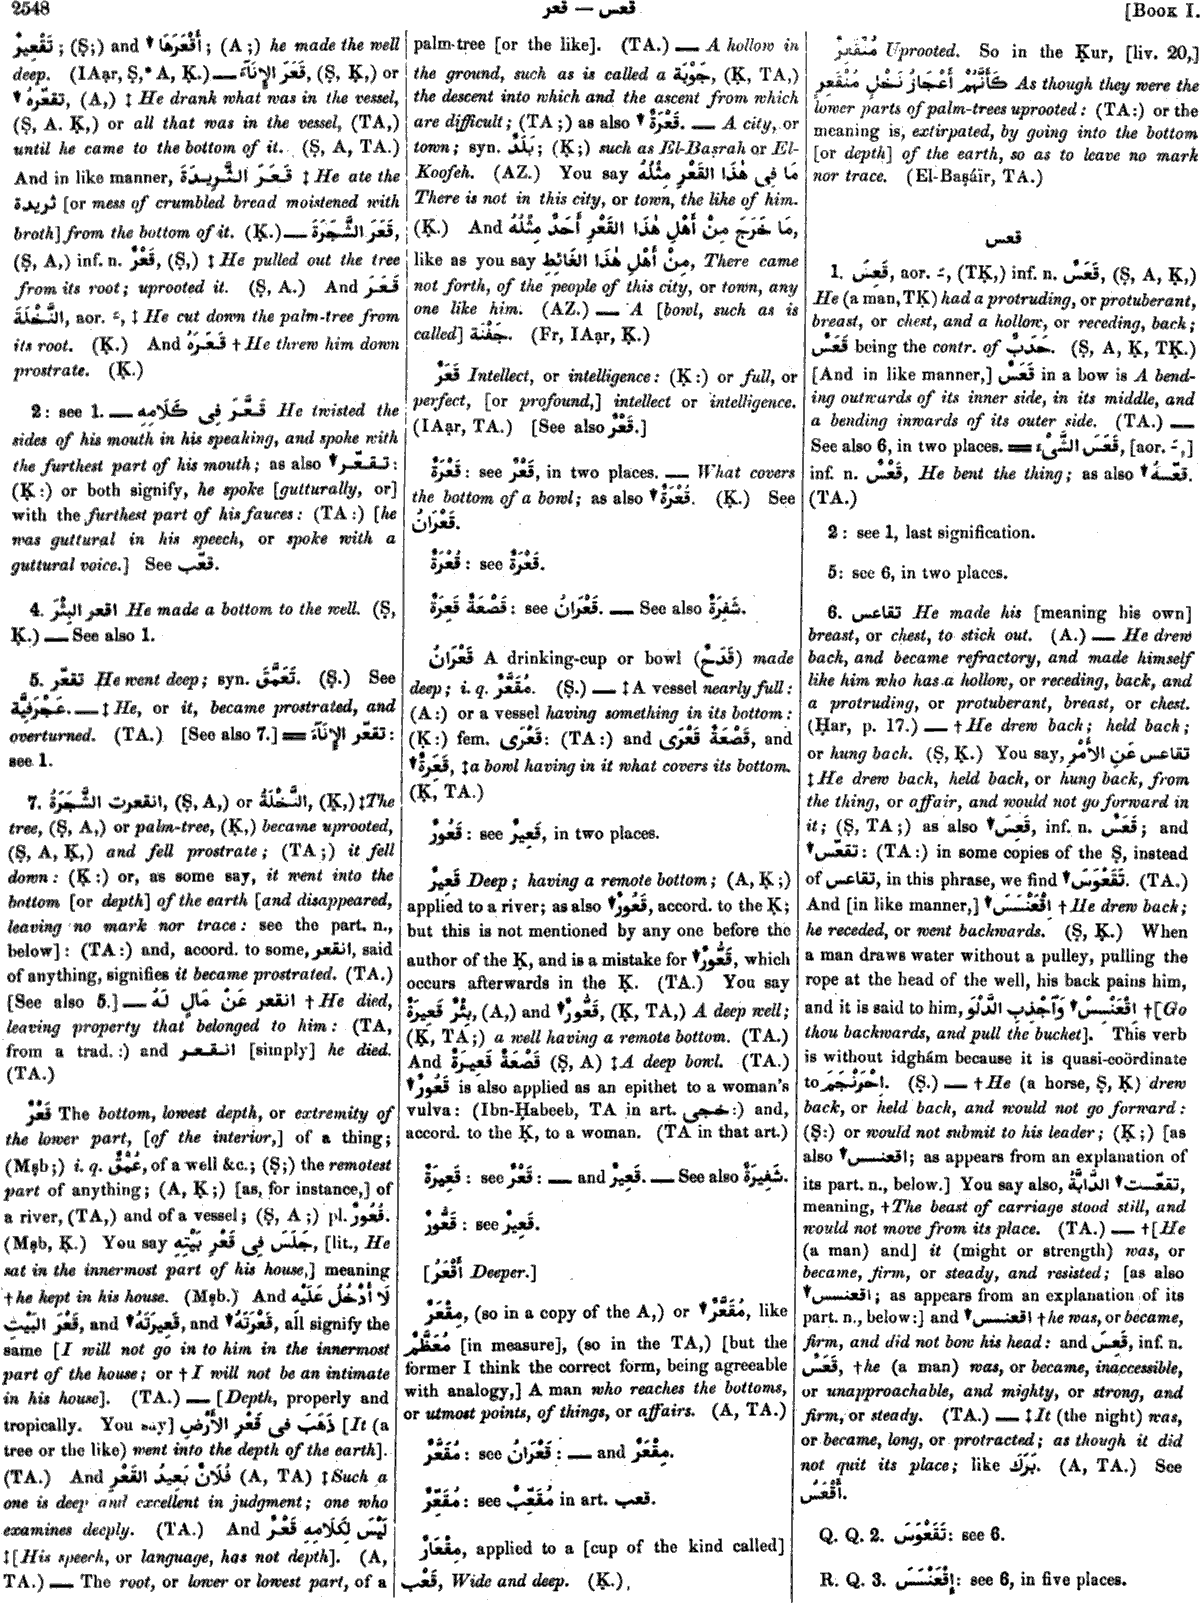 2548
قعر — قعس
[BOOK I.
تَقْعِيرٌ; (Ṣ;) and ↓ أَقْعَرَهَا; (A;) he made the well
deep. (IAạr, Ṣ,* A, Ḳ.) — قَعَرَ الإِنَآءَ, (Ṣ, Ḳ,) or
↓ تقعّرهُ, (A,) ‡ He drank what was in the vessel,
(Ṣ, A. Ḳ,) or all that was in the vessel, (TA,)
until he came to the bottom of it. (Ṣ, A, TA.)
And in like manner, قَعَرَ الثَّرِيدَةَ ‡ He ate the
ثريدة [or mess of crumbled bread moistened with
broth] from the bottom of it. (Ḳ.) — قَعَرَ الشَّجَرَةَ,
(Ṣ, A,) inf. n. قَعْرٌ, (Ṣ,) ‡ He pulled out the tree
from its root; uprooted it. (Ṣ, A.) And قَعَرَ
النَّخْلَةَ, aor. ـَ, ‡ He cut down the palm-tree from
its root. (Ḳ.) And قَعَرَهُ † He threw him down
prostrate. (Ḳ.)
2: see 1. — قَعَّرَ فِى كَلَامِهِ He twisted the
sides of his mouth in his speaking, and spoke with
the furthest part of his mouth; as also ↓ تقعّر:
(Ḳ:) or both signify, he spoke [gutturally, or]
with the furthest part of his fauces: (TA:) [he
was guttural in his speech, or spoke with a
guttural voice.] See قعّب.
4. اقعر البِئْرَ He made a bottom to the well. (Ṣ,
Ḳ.) — See also 1.
5. تقعّر He went deep; syn. تَعَمَّقَ. (Ṣ.) See
عَجْرَفِيَّة. — ‡ He, or it, became prostrated, and
overturned. (TA.) [See also 7.] = تقعّر الإِنَآءَ:
see 1.
7. انقعرت الشَّجَرَةُ, (Ṣ, A,) or النَّخْلَةُ, (Ḳ,) ‡ The
tree, (Ṣ, A,) or palm-tree, (Ḳ,) became uprooted,
(Ṣ, A, Ḳ,) and fell prostrate; (TA;) it fell
down: (Ḳ:) or, as some say, it went into the
bottom [or depth] of the earth [and disappeared,
leaving no mark nor trace: see the part. n.,
below]: (TA:) and, accord. to some, انقعر, said
of anything, signifies it became prostrated. (TA.)
[See also 5.] — انقعر عَنْ مَالٍ لَهُ † He died,
leaving property that belonged to him: (TA,
from a trad.:) and انقعر [simply] he died.
(TA.)
قَعْرٌ The bottom, lowest depth, or extremity of
the lower part, [of the interior,] of a thing;
(Mṣb;) i. q. عُمْقٌ, of a well &c.; (Ṣ;) the remotest
part of anything; (A, Ḳ;) [as, for instance,] of
a river, (TA,) and of a vessel; (Ṣ, A;) pl. قُعُورٌ.
(Mṣb, Ḳ.) You say جَلَسَ فِى قَعْرِ بَيْتِهِ, [lit., He
sat in the innermost part of his house,] meaning
† he kept in his house. (Mṣb.) And لَا أَدْخُلُ عَلَيْهِ
قَعْرَ البَيْتِ, and ↓ قَعِيرَتَهُ, and ↓ قَعْرَتَهُ, all signify the
same [I will not go in to him in the innermost
part of the house; or † I will not be an intimate
in his house]. (TA.) — [Depth, properly and
tropically. You say] ذَهَبَ فِى قَعْرِ الأَرْضِ [It (a
tree or the like) went into the depth of the earth].
(TA.) And فُلَانٌ بَعِيدُ القَعْرِ (A, TA) ‡ Such a
one is deep and excellent in judgment; one who
examines deeply. (TA.) And لَيْسَ لِكَلَامِهِ قَعْرٌ
‡ [His speech, or language, has not depth]. (A,
TA.) — The root, or lower or lowest part, of a
palm-tree [or the like]. (TA.) — A hollow in
the ground, such as is called a جَوْبَة, (Ḳ, TA,)
the descent into which and the ascent from which
are difficult; (TA;) as also ↓ قَعْرَةٌ. — A city, or
town; syn. بَلَدٌ; (Ḳ;) such as El-Baṣrah or El-
Koofeh. (AZ.) You say مَا فِى هٰذَا القَعْرِ مِثْلُهُ
There is not in this city, or town, the like of him.
(Ḳ.) And مَا خَرَجَ مِنْ أَهْلِ هٰذَا القَعْرِ أَحَدٌ مِثْلُهُ,
like as you say مِنْ أَهْلِ هٰذَا الغَائِطِ, There came
not forth, of the people of this city, or town, any
one like him. (AZ.) — A [bowl, such as is
called] جَفْنَة. (Fr, IAạr, Ḳ.)
قَعَرٌ Intellect, or intelligence: (Ḳ:) or full, or
perfect, [or profound,] intellect or intelligence.
(IAạr, TA.) [See also قَعْرٌ.]
قَعْرَةٌ: see قَعْرٌ, in two places. — What covers
the bottom of a bowl; as also ↓ قُعْرَةٌ. (Ḳ.) See
قَعْرَانُ.
قُعْرَةٌ: see قَعْرَةٌ.
قَصْعَةٌ قَعِرَةٌ: see قَعْرَانُ. — See also شَفِرَةٌ.
قَعْرَانُ A drinking-cup or bowl (قَدَحٌ) made
deep; i. q. مُقَعَّرٌ. (Ṣ.) — ‡ A vessel nearly full:
(A:) or a vessel having something in its bottom:
(Ḳ:) fem. قَعْرَى: (TA:) and قَصْعَةٌ قَعْرَى, and
↓ قَعِرَةٌ, ‡ a bowl having in it what covers its bottom.
(Ḳ, TA.)
قَعُورٌ: see قَعِيرٌ, in two places.
قَعِيرٌ Deep; having a remote bottom; (A, Ḳ;)
applied to a river; as also ↓ قَعُورٌ, accord. to the Ḳ;
but this is not mentioned by any one before the
author of the Ḳ, and is a mistake for ↓ قَعُّورٌ, which
occurs afterwards in the Ḳ. (TA.) You say
بِئْرٌ قَعِيرَةٌ, (A,) and ↓ قَعُّورٌ, (Ḳ, TA,) A deep well;
(Ḳ, TA;) a well having a remote bottom. (TA.)
And قَصْعَةٌ قَعِيرَةٌ (Ṣ, A) ‡ A deep bowl. (TA.)
↓ قَعُورٌ is also applied as an epithet to a woman's
vulva: (Ibn-Ḥabeeb, TA in art. خجى:) and,
accord. to the Ḳ, to a woman. (TA in that art.)
قَعِيرَةٌ: see قَعْرٌ: — and قَعِيرٌ. — See also شَفِيرَةٌ.
قَعُّورٌ: see قَعِيرٌ.
[أَقْعَرُ Deeper.]
مِقْعَرٌ, (so in a copy of the A,) or ↓ مُقَعَّرٌ, like
مُعَظَّمٌ [in measure], (so in the TA,) [but the
former I think the correct form, being agreeable
with analogy,] A man who reaches the bottoms,
or utmost points, of things, or affairs. (A, TA.)
مُقَعَّرٌ: see قَعْرَانُ: — and مِقْعَرٌ.
مُقَعِّرٌ: see مُقَعِّبٌ in art. قعب.
مِقْعَارٌ, applied to a [cup of the kind called]
قَعْب, Wide and deep. (Ḳ.)
مُنْقَعِرٌ Uprooted. So in the Ḳur, [liv. 20,]
كَأَنَّهُمْ أَعْجَازُ نَخْلٍ مُنْقَعِرٍ As though they were the
lower parts of palm-trees uprooted: (TA:) or the
meaning is, extirpated, by going into the bottom
[or depth] of the earth, so as to leave no mark
nor trace. (El-Baṣáïr, TA.)
قعس
1. قَعِسَ, aor. ـَ, (TḲ,) inf. n. قَعَسٌ, (Ṣ, A, Ḳ,)
He (a man, TḲ) had a protruding, or protuberant,
breast, or chest, and a hollow, or receding, back;
قَعَسٌ being the contr. of حَدَبٌ. (Ṣ, A, Ḳ, TḲ.)
[And in like manner,] قَعَسٌ in a bow is A bend-
ing outwards of its inner side, in its middle, and
a bending inwards of its outer side. (TA.) —
See also 6, in two places. = قَعَسَ الشَّىْءَ, [aor. ـَ,]
inf. n. قَعْسٌ, He bent the thing; as also ↓ قعّسهُ.
(TA.)
2: see 1, last signification.
5: see 6, in two places.
6. تقاعس He made his [meaning his own]
breast, or chest, to stick out. (A.) — He drew
back, and became refractory, and made himself
like him who has a hollow, or receding, back, and
a protruding, or protuberant, breast, or chest.
(Ḥar, p. 17.) — † He drew back; held back;
or hung back. (Ṣ, Ḳ.) You say, تقاعس عَنِ الأَمْرِ
‡ He drew back, held back, or hung back, from
the thing, or affair, and would not go forward in
it; (Ṣ, TA;) as also ↓ قَعِسَ, inf. n. قَعَسٌ; and
↓ تقعّس: (TA:) in some copies of the Ṣ, instead
of تقاعس, in this phrase, we find ↓ تَقَعْوَسَ. (TA.)
And [in like manner,] ↓ اقْعَنْسَسَ † He drew back;
he receded, or went backwards. (Ṣ, Ḳ.) When
a man draws water without a pulley, pulling the
rope at the head of the well, his back pains him,
and it is said to him, ↓ اقْعَنْسِسْ وَٱجْذِبِ الدَّلْوَ † [Go
thou backwards, and pull the bucket]. This verb
is without idghám because it is quasi-coördinate
to اِحْرَنْجَمَ. (Ṣ.) — † He (a horse, Ṣ, Ḳ) drew
back, or held back, and would not go forward:
(Ṣ:) or would not submit to his leader; (Ḳ;) [as
also ↓ اقعنسس; as appears from an explanation of
its part. n., below.] You say also, ↓ تقعّست الدَّابَّةُ,
meaning, † The beast of carriage stood still, and
would not move from its place. (TA.) — † [He
(a man) and] it (might or strength) was, or
became, firm, or steady, and resisted; [as also
↓ اقعنسس; as appears from an explanation of its
part. n., below:] and ↓ اقعنسس † he was, or became,
firm, and did not bow his head: and قَعِسَ, inf. n.
قَعَسٌ, † he (a man) was, or became, inaccessible,
or unapproachable, and mighty, or strong, and
firm, or steady. (TA.) — ‡ It (the night) was,
or became, long, or protracted; as though it did
not quit its place; like بَرَكَ. (A, TA.) See
أَقْعَسُ.
Q. Q. 2. تَقَعْوَسَ: see 6.
R. Q. 3. اِقْعَنْسَسَ: see 6, in five places.